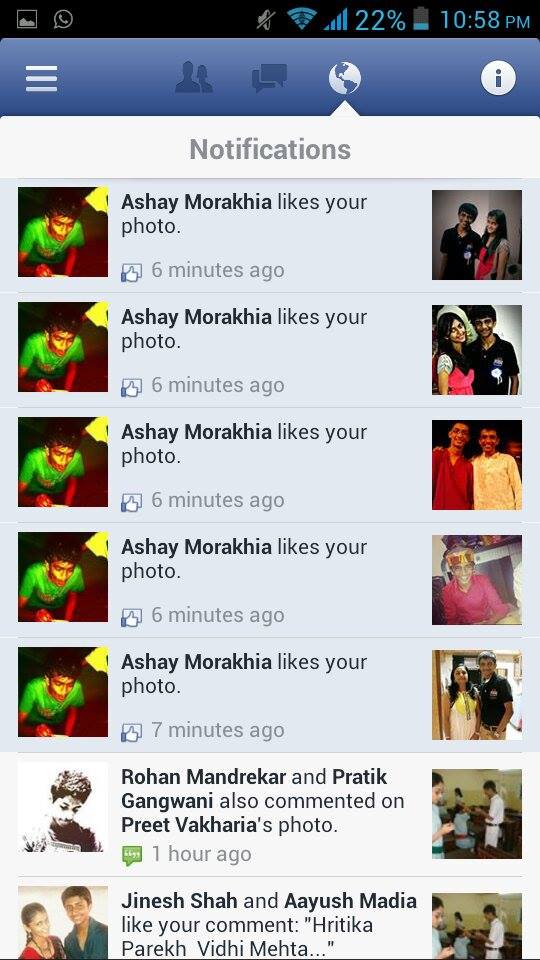 22% 10:58 PM
Notifications
Ashay Morakhia likes your
photo.
6 minutes ago
Ashay Morakhia likes your
photo.
6 minutes ago
Ashay Morakhia likes your
photo.
6 minutes ago
Ashay Morakhia likes your
photo.
6 minutes ago
Ashay Morakhia likes your
photo.
7 minutes ago
Rohan Mandrekar and Pratik
Gangwani also commented on
Preet Vakharia's photo.
1 hour ago
Jinesh Shah and Aayush Madia
like your comment: "Hritika
Parekh Vidhi Mehta..."